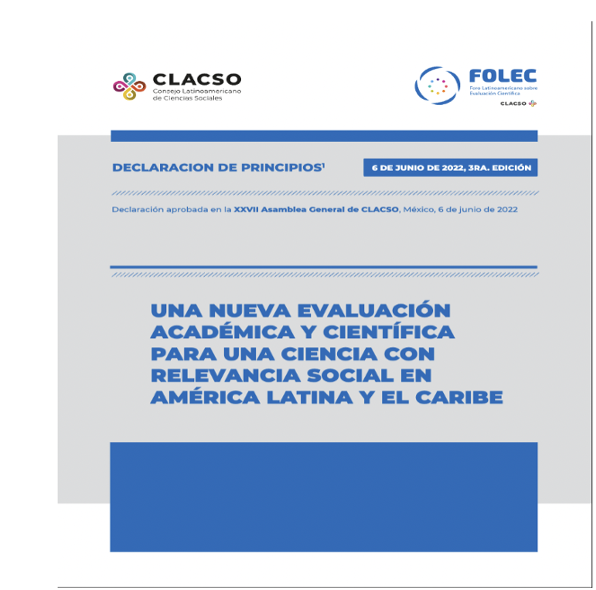 CLACSO
Consejo Latinoamericano
de Ciencias Sociales
FOLEC
Foro Latinoamericano sobre
Evaluación Científica
CLACSO
DECLARACION DE PRINCIPIOS¹
6 DE JUNIO DE 2022, 3RA. EDICIÓN
Declaración aprobada en la XXVII Asamblea General de CLACSO, México, 6 de junio de 2022
UNA NUEVA EVALUACIÓN
ACADÉMICA Y CIENTÍFICA
PARA UNA CIENCIA CON
RELEVANCIA SOCIAL EN
AMÉRICA LATINA Y EL CARIBE